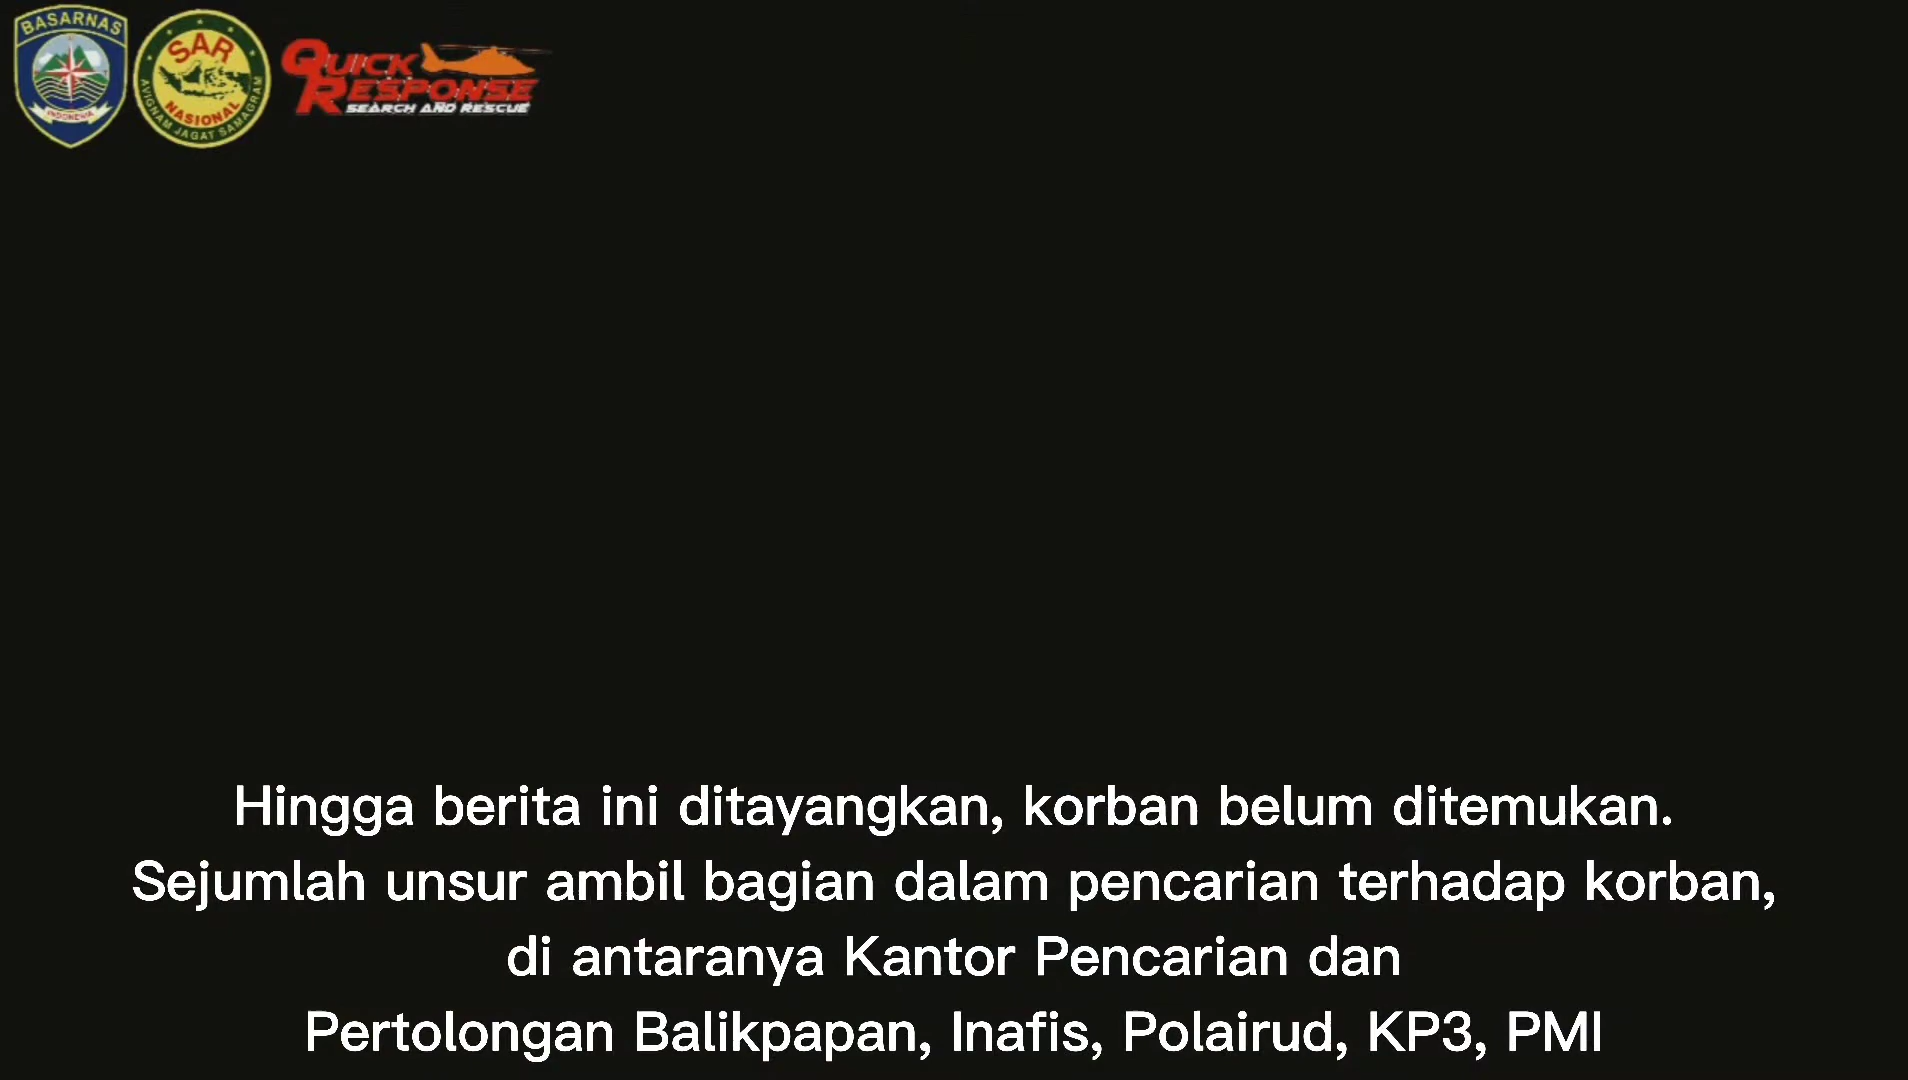 BASARNAS
INDONESIA
SAR
NASIONAL
AVIGNAM JAGAT SAMAGRAM
QUICK
RESPONSE
SEARCH AND RESCUE
Hingga berita ini ditayangkan, korban belum ditemukan.
Sejumlah unsur ambil bagian dalam pencarian terhadap korban,
di antaranya Kantor Pencarian dan
Pertolongan Balikpapan, Inafis, Polairud, KP3, PMI